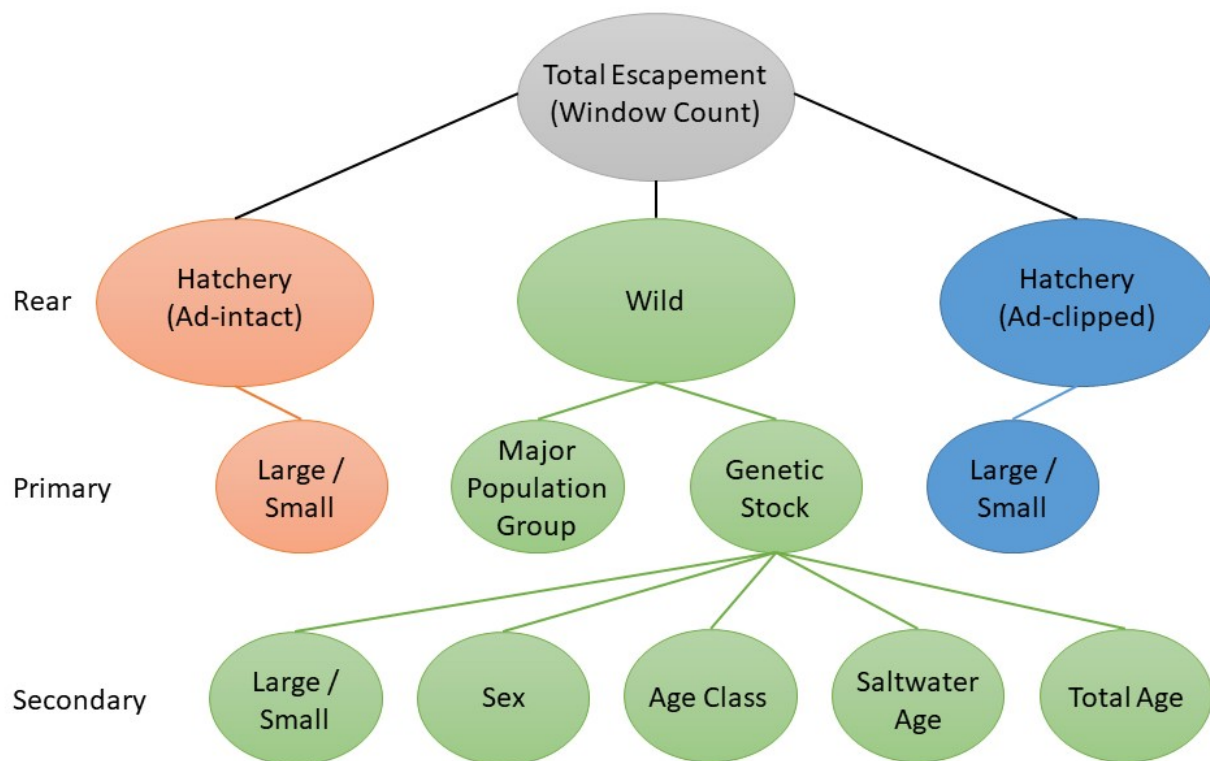 Total Escapement
(Window Count)
Rear
Hatchery
(Ad-intact)
Wild
Hatchery
(Ad-clipped)
Primary
Large /
Small
Major
Population
Group
Genetic
Stock
Large /
Small
Secondary
Large /
Small
Sex
Age Class
Saltwater
Age
Total Age